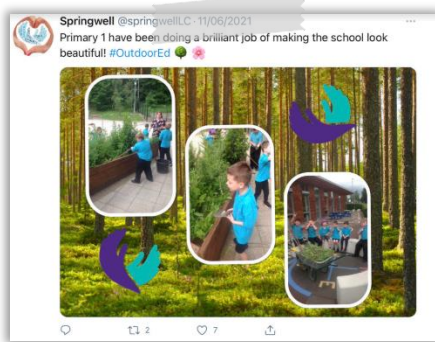 Springwell @springwellLC · 11/06/2021
Primary 1 have been doing a brilliant job of making the school look
beautiful! #OutdoorEd 🌳 🌸
2 7